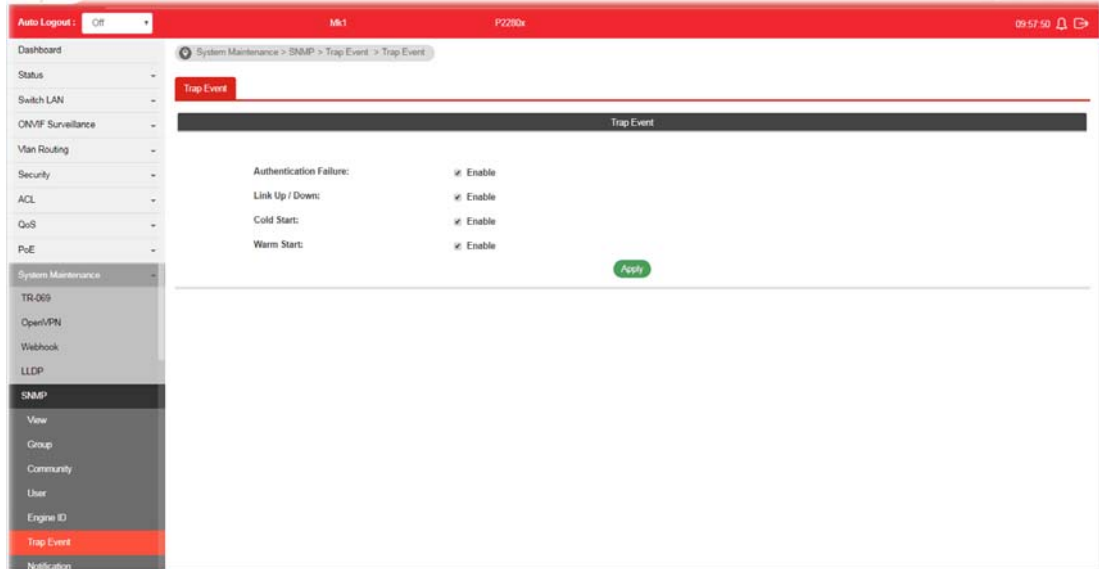 Auto Logout : Off Mk1 P2280x 09:57:50
Dashboard
Status
Switch LAN
ONVIF Surveillance
Vlan Routing
Security
ACL
QoS
PoE
System Maintenance
TR-069
OpenVPN
Webhook
LLDP
SNMP
View
Group
Community
User
Engine ID
Trap Event
Notification
System Maintenance > SNMP > Trap Event > Trap Event
Trap Event
Trap Event
Authentication Failure: Enable
Link Up / Down: Enable
Cold Start: Enable
Warm Start: Enable
Apply